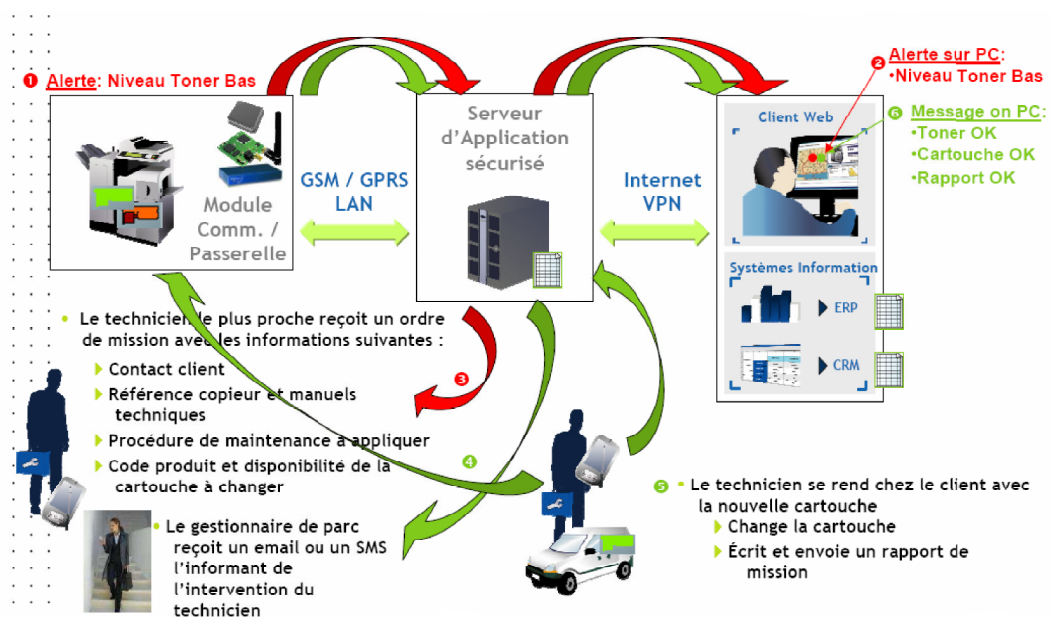 ❶ Alerte: Niveau Toner Bas
Module
Comm. /
Passerelle
GSM / GPRS
LAN
Serveur
d’Application
sécurisé
Internet
VPN
❷ Alerte sur PC:
•Niveau Toner Bas
❻ Message on PC:
•Toner OK
•Cartouche OK
•Rapport OK
Client Web
Systèmes Information
ERP
CRM
• Le technicien le plus proche reçoit un ordre
de mission avec les informations suivantes :
Contact client
Référence copieur et manuels
techniques
Procédure de maintenance à appliquer
Code produit et disponibilité de la
cartouche à changer
❸
❹
• Le gestionnaire de parc
reçoit un email ou un SMS
l’informant de
l’intervention du
technicien
❺ • Le technicien se rend chez le client avec
la nouvelle cartouche
Change la cartouche
Écrit et envoie un rapport de
mission